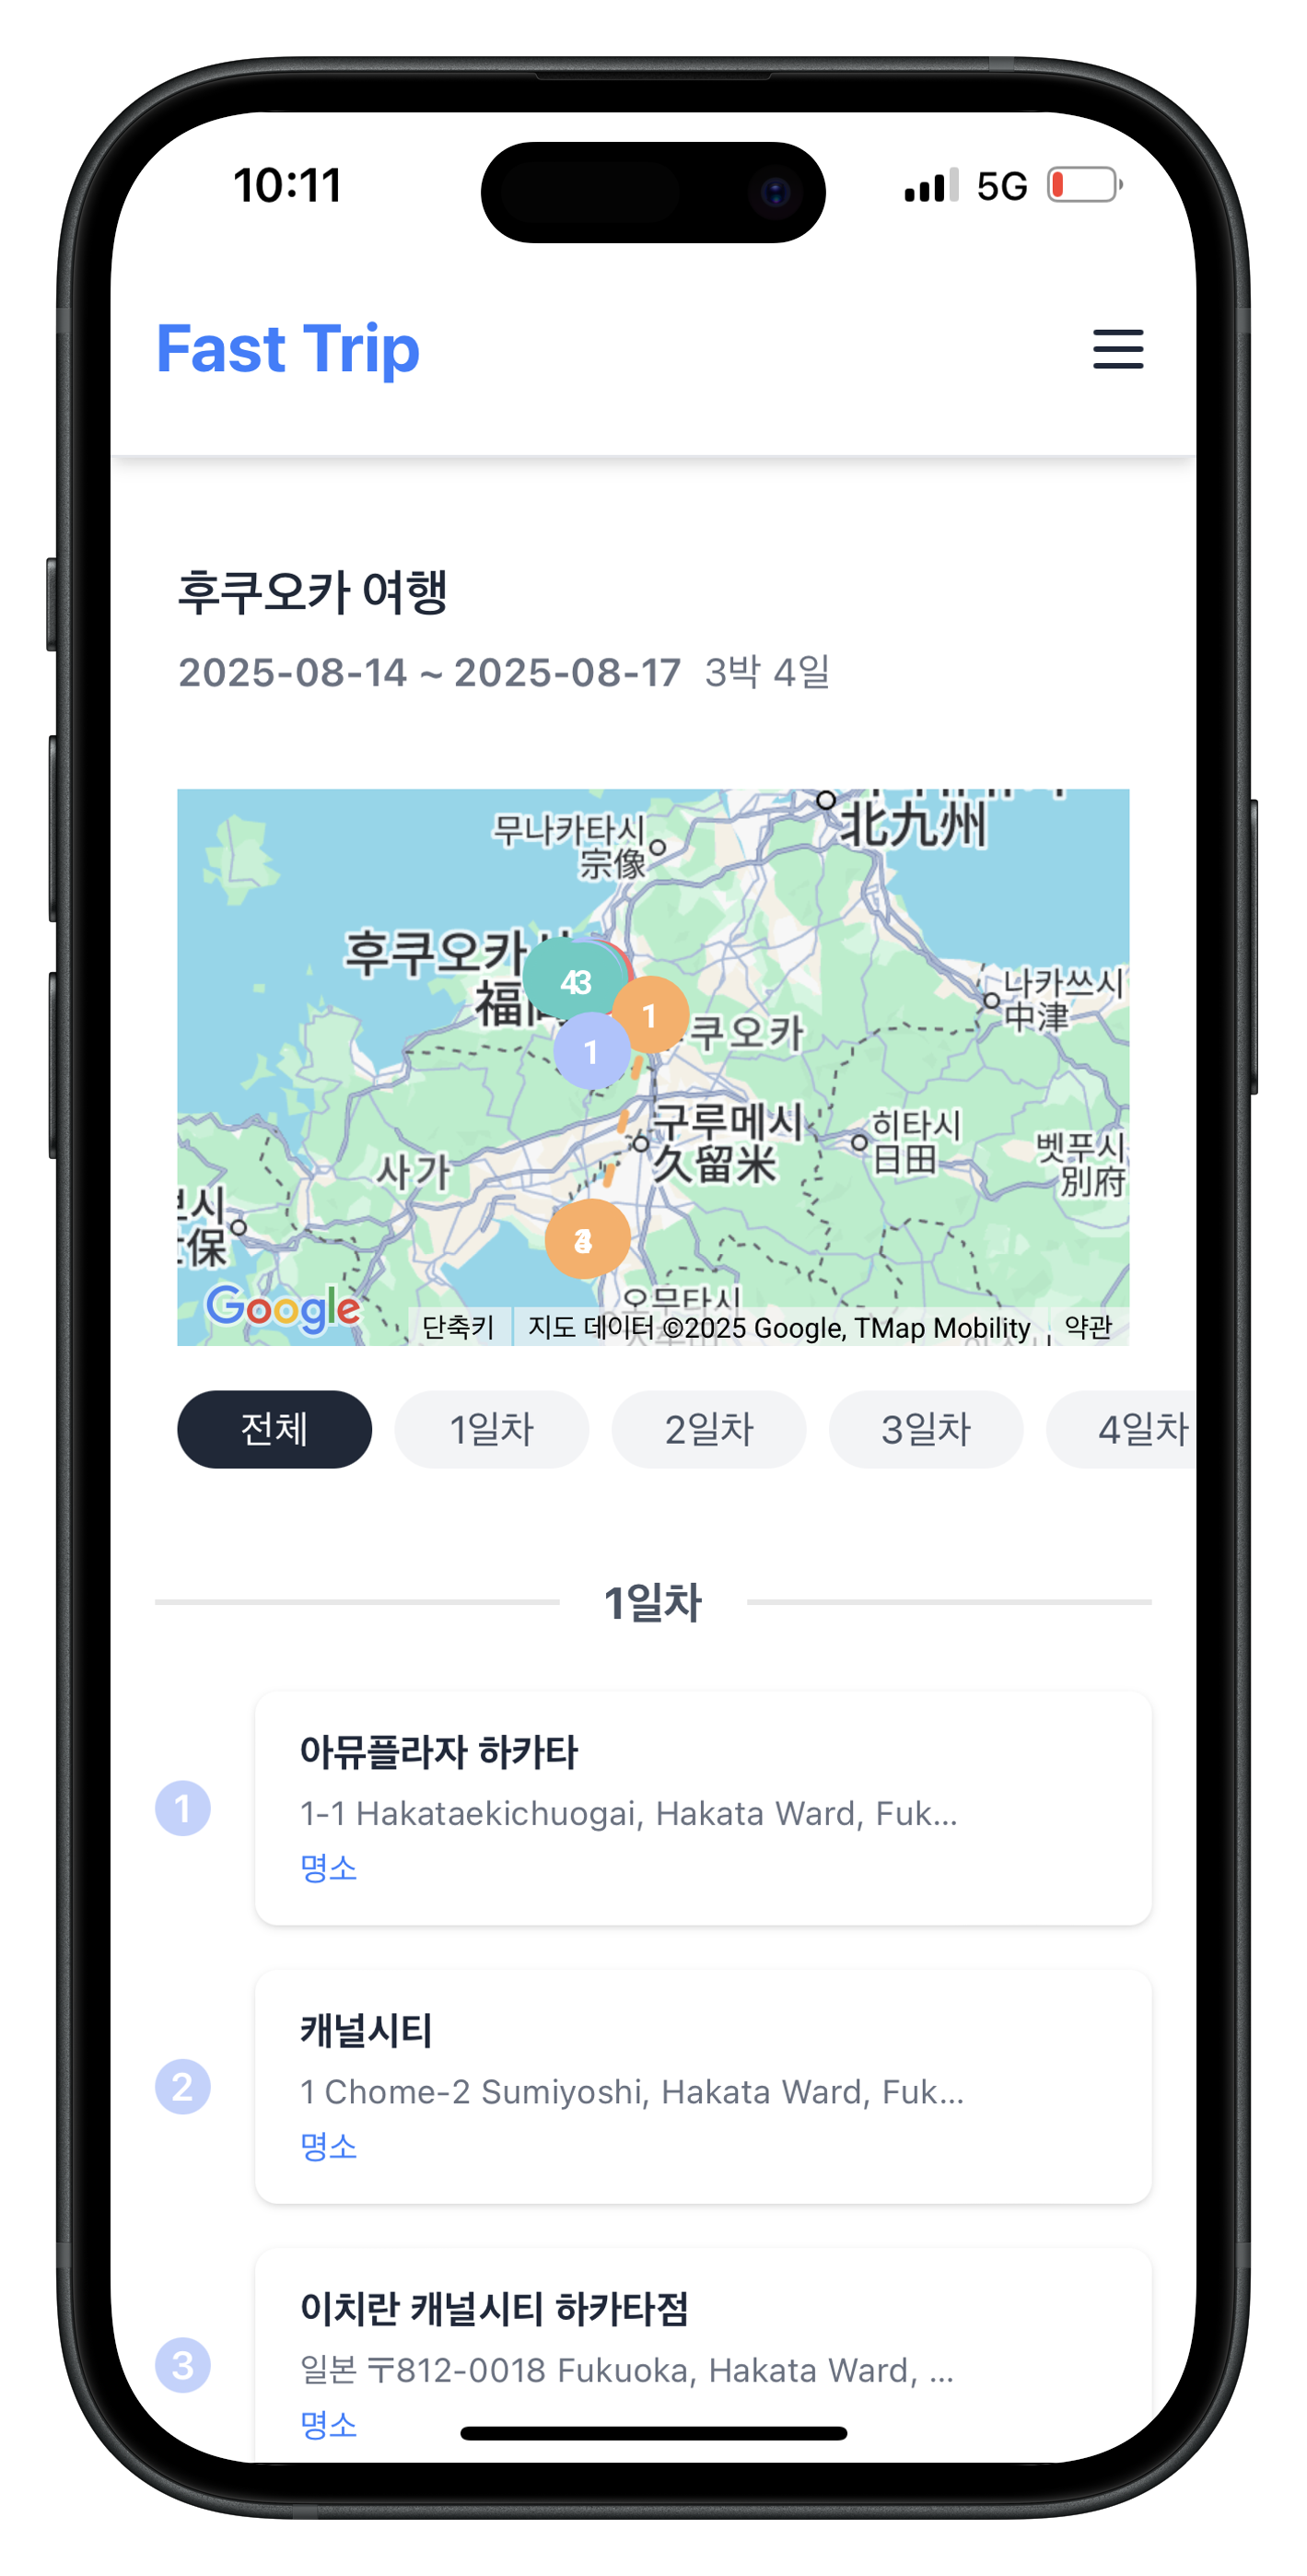 10:11
5G
Fast Trip
후쿠오카 여행
2025-08-14 ~ 2025-08-17 3박 4일
北九州
무나카타시
宗像
후쿠오카
福
43
1
쿠오카
1
나카쓰시
中津
구루메시
久留米
히타시
日田
벳푸시
別府
사가
시
保
오무타시
Google
단축키
지도 데이터 ©2025 Google, TMap Mobility
약관
전체
1일차
2일차
3일차
4일차
1일차
1
아뮤플라자 하카타
1-1 Hakataekichuogai, Hakata Ward, Fuk...
명소
2
캐널시티
1 Chome-2 Sumiyoshi, Hakata Ward, Fuk...
명소
3
이치란 캐널시티 하카타점
일본 〒812-0018 Fukuoka, Hakata Ward, ...
명소